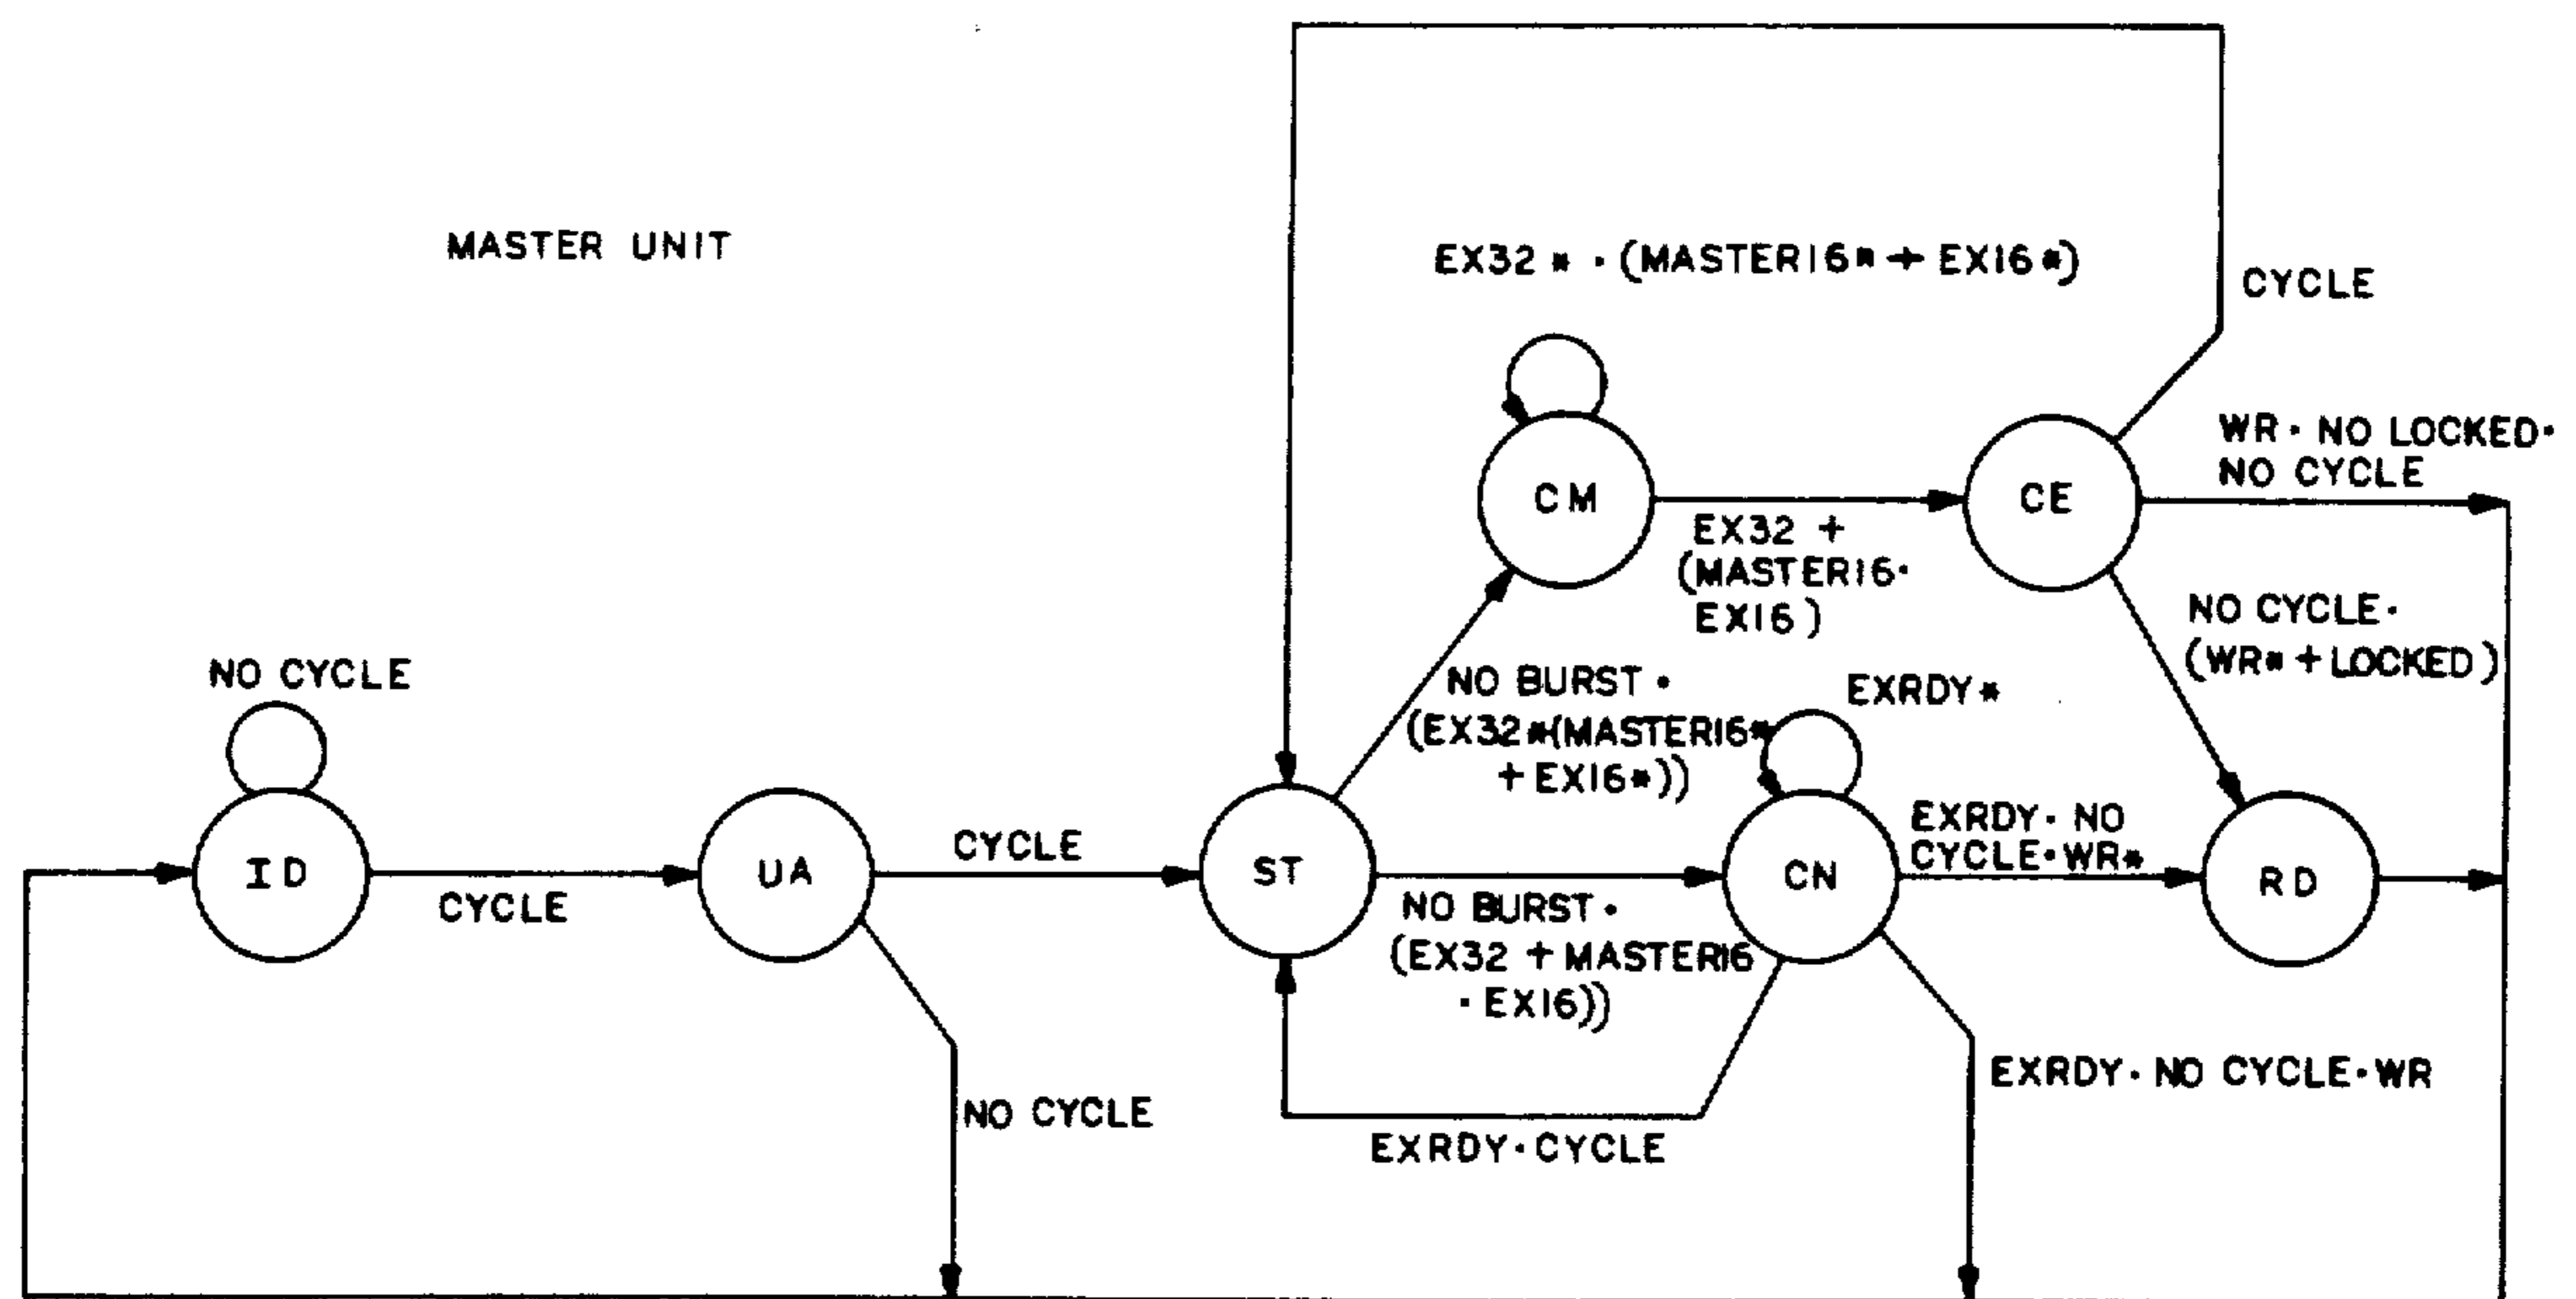 MASTER UNIT
EX32 * · (MASTER16* + EX16*)
CYCLE
WR · NO LOCKED ·
NO CYCLE
CM
CE
EX32 +
(MASTER16 ·
EX16 )
NO CYCLE ·
(WR* + LOCKED)
NO CYCLE
NO BURST ·
(EX32*(MASTER16*
+ EX16*))
EXRDY*
ID
CYCLE
UA
CYCLE
ST
NO BURST ·
(EX32 + MASTER16
· EX16))
CN
EXRDY · NO
CYCLE · WR*
RD
NO CYCLE
EXRDY · CYCLE
EXRDY · NO CYCLE · WR